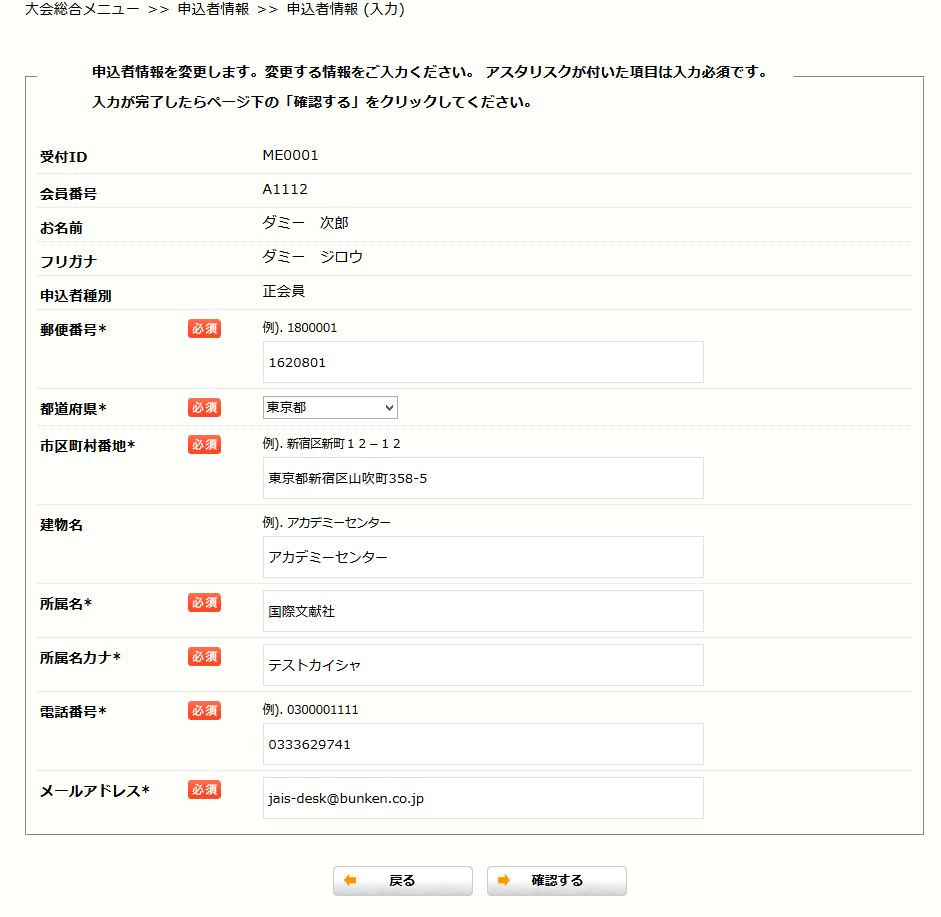 大会総合メニュー >> 申込者情報 >> 申込者情報 (入力)
申込者情報を変更します。変更する情報をご入力ください。 アスタリスクが付いた項目は入力必須です。
入力が完了したらページ下の「確認する」をクリックしてください。
受付ID ME0001
会員番号 A1112
お名前 ダミー　次郎
フリガナ ダミー　ジロウ
申込者種別 正会員
郵便番号* 必須 例). 1800001
1620801
都道府県* 必須 東京都
市区町村番地* 必須 例). 新宿区新町１２－１２
東京都新宿区山吹町358-5
建物名 例). アカデミーセンター
アカデミーセンター
所属名* 必須 国際文献社
所属名カナ* 必須 テストカイシャ
電話番号* 必須 例). 0300001111
0333629741
メールアドレス* 必須 jais-desk@bunken.co.jp
戻る 確認する